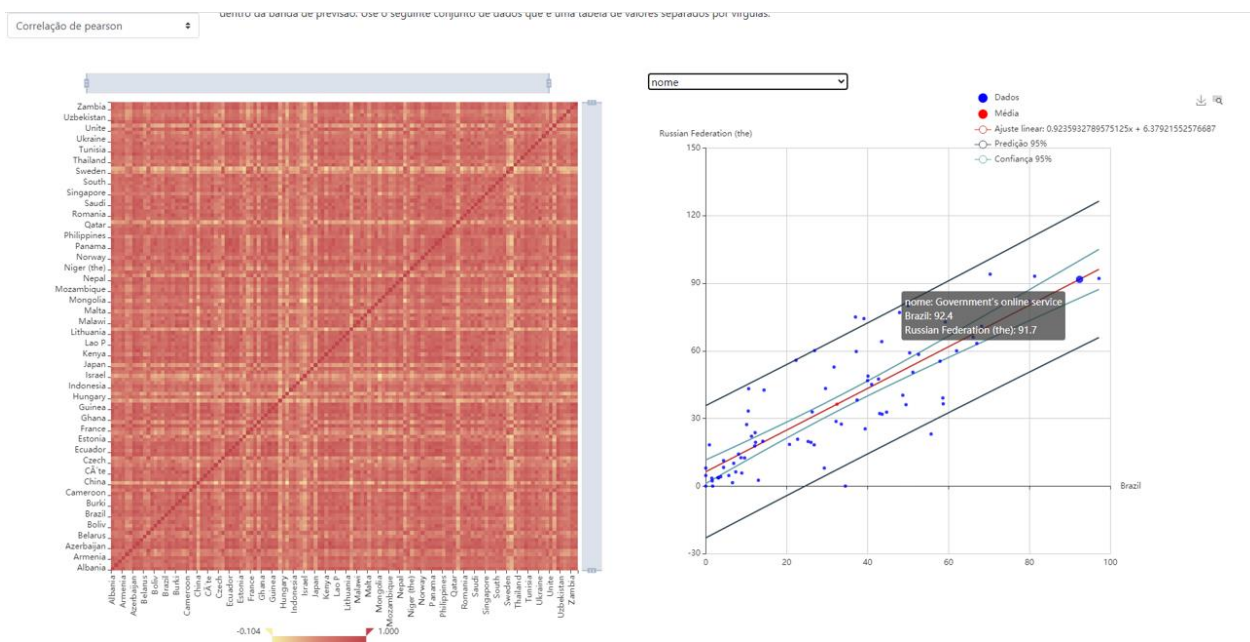 dentro da banda de previsão. Use o seguinte conjunto de dados que é uma tabela de valores separados por vírgulas.
Correlação de pearson
Zambia
Uzbekistan
Unite
Ukraine
Tunisia
Thailand
Sweden
South
Singapore
Saudi
Romania
Qatar
Philippines
Panama
Norway
Niger (the)
Nepal
Mozambique
Mongolia
Malta
Malawi
Lithuania
Lao P
Kenya
Japan
Israel
Indonesia
Hungary
Guinea
Ghana
France
Estonia
Ecuador
Czech
CÃ´te
China
Cameroon
Burki
Brazil
Boliv
Belarus
Azerbaijan
Armenia
Albania
Albania
Armenia
Azerbaijan
Belarus
Boliv
Brazil
Burki
Cameroon
China
CÃ´te
Czech
Ecuador
Estonia
France
Ghana
Guinea
Hungary
Indonesia
Israel
Japan
Kenya
Lao P
Lithuania
Malawi
Malta
Mongolia
Mozambique
Nepal
Niger (the)
Norway
Panama
Philippines
Qatar
Romania
Saudi
Singapore
South
Sweden
Thailand
Tunisia
Ukraine
Unite
Uzbekistan
Zambia
-0.104
1.000
nome
Dados
Média
Ajuste linear: 0.9235932789575125x + 6.37921552576687
Predição 95%
Confiança 95%
Russian Federation (the)
150
120
90
60
30
0
-30
nome: Government's online service
Brazil: 92.4
Russian Federation (the): 91.7
Brazil
0
20
40
60
80
100